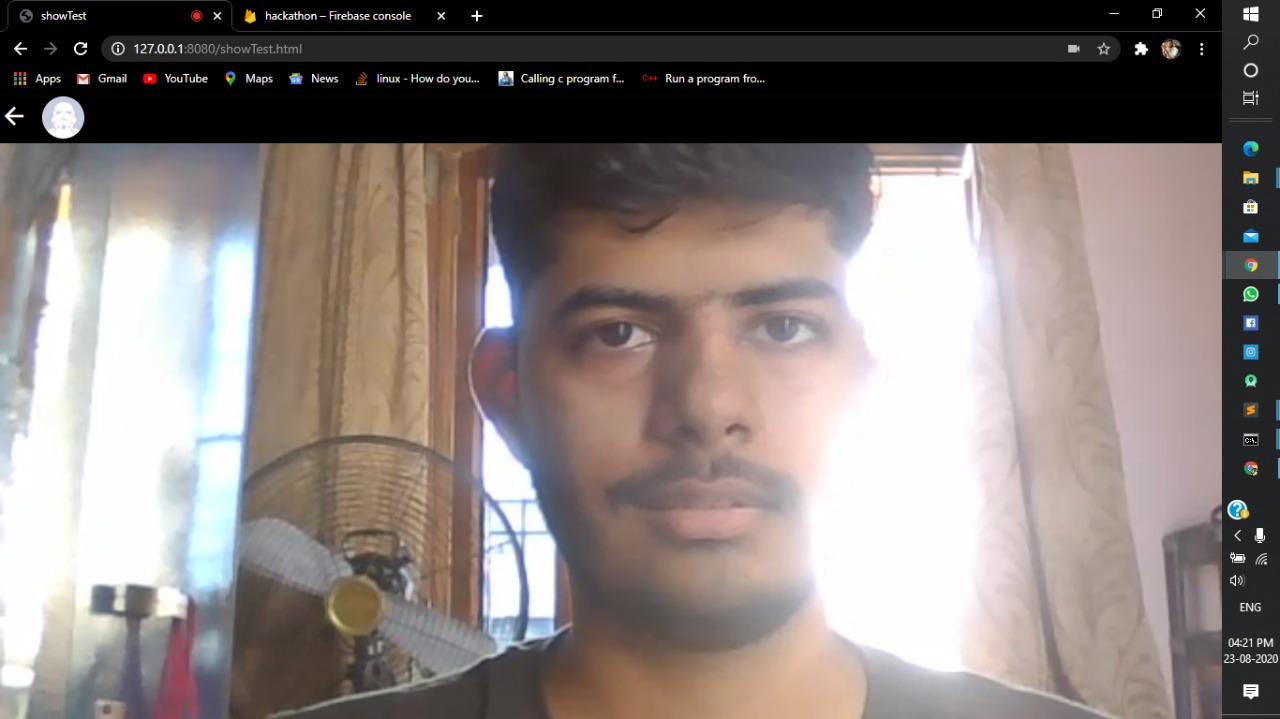 showTest
hackathon – Firebase console
127.0.0.1:8080/showTest.html
Apps
Gmail
YouTube
Maps
News
linux - How do you...
Calling c program f...
C++
Run a program fro...
ENG
04:21 PM
23-08-2020